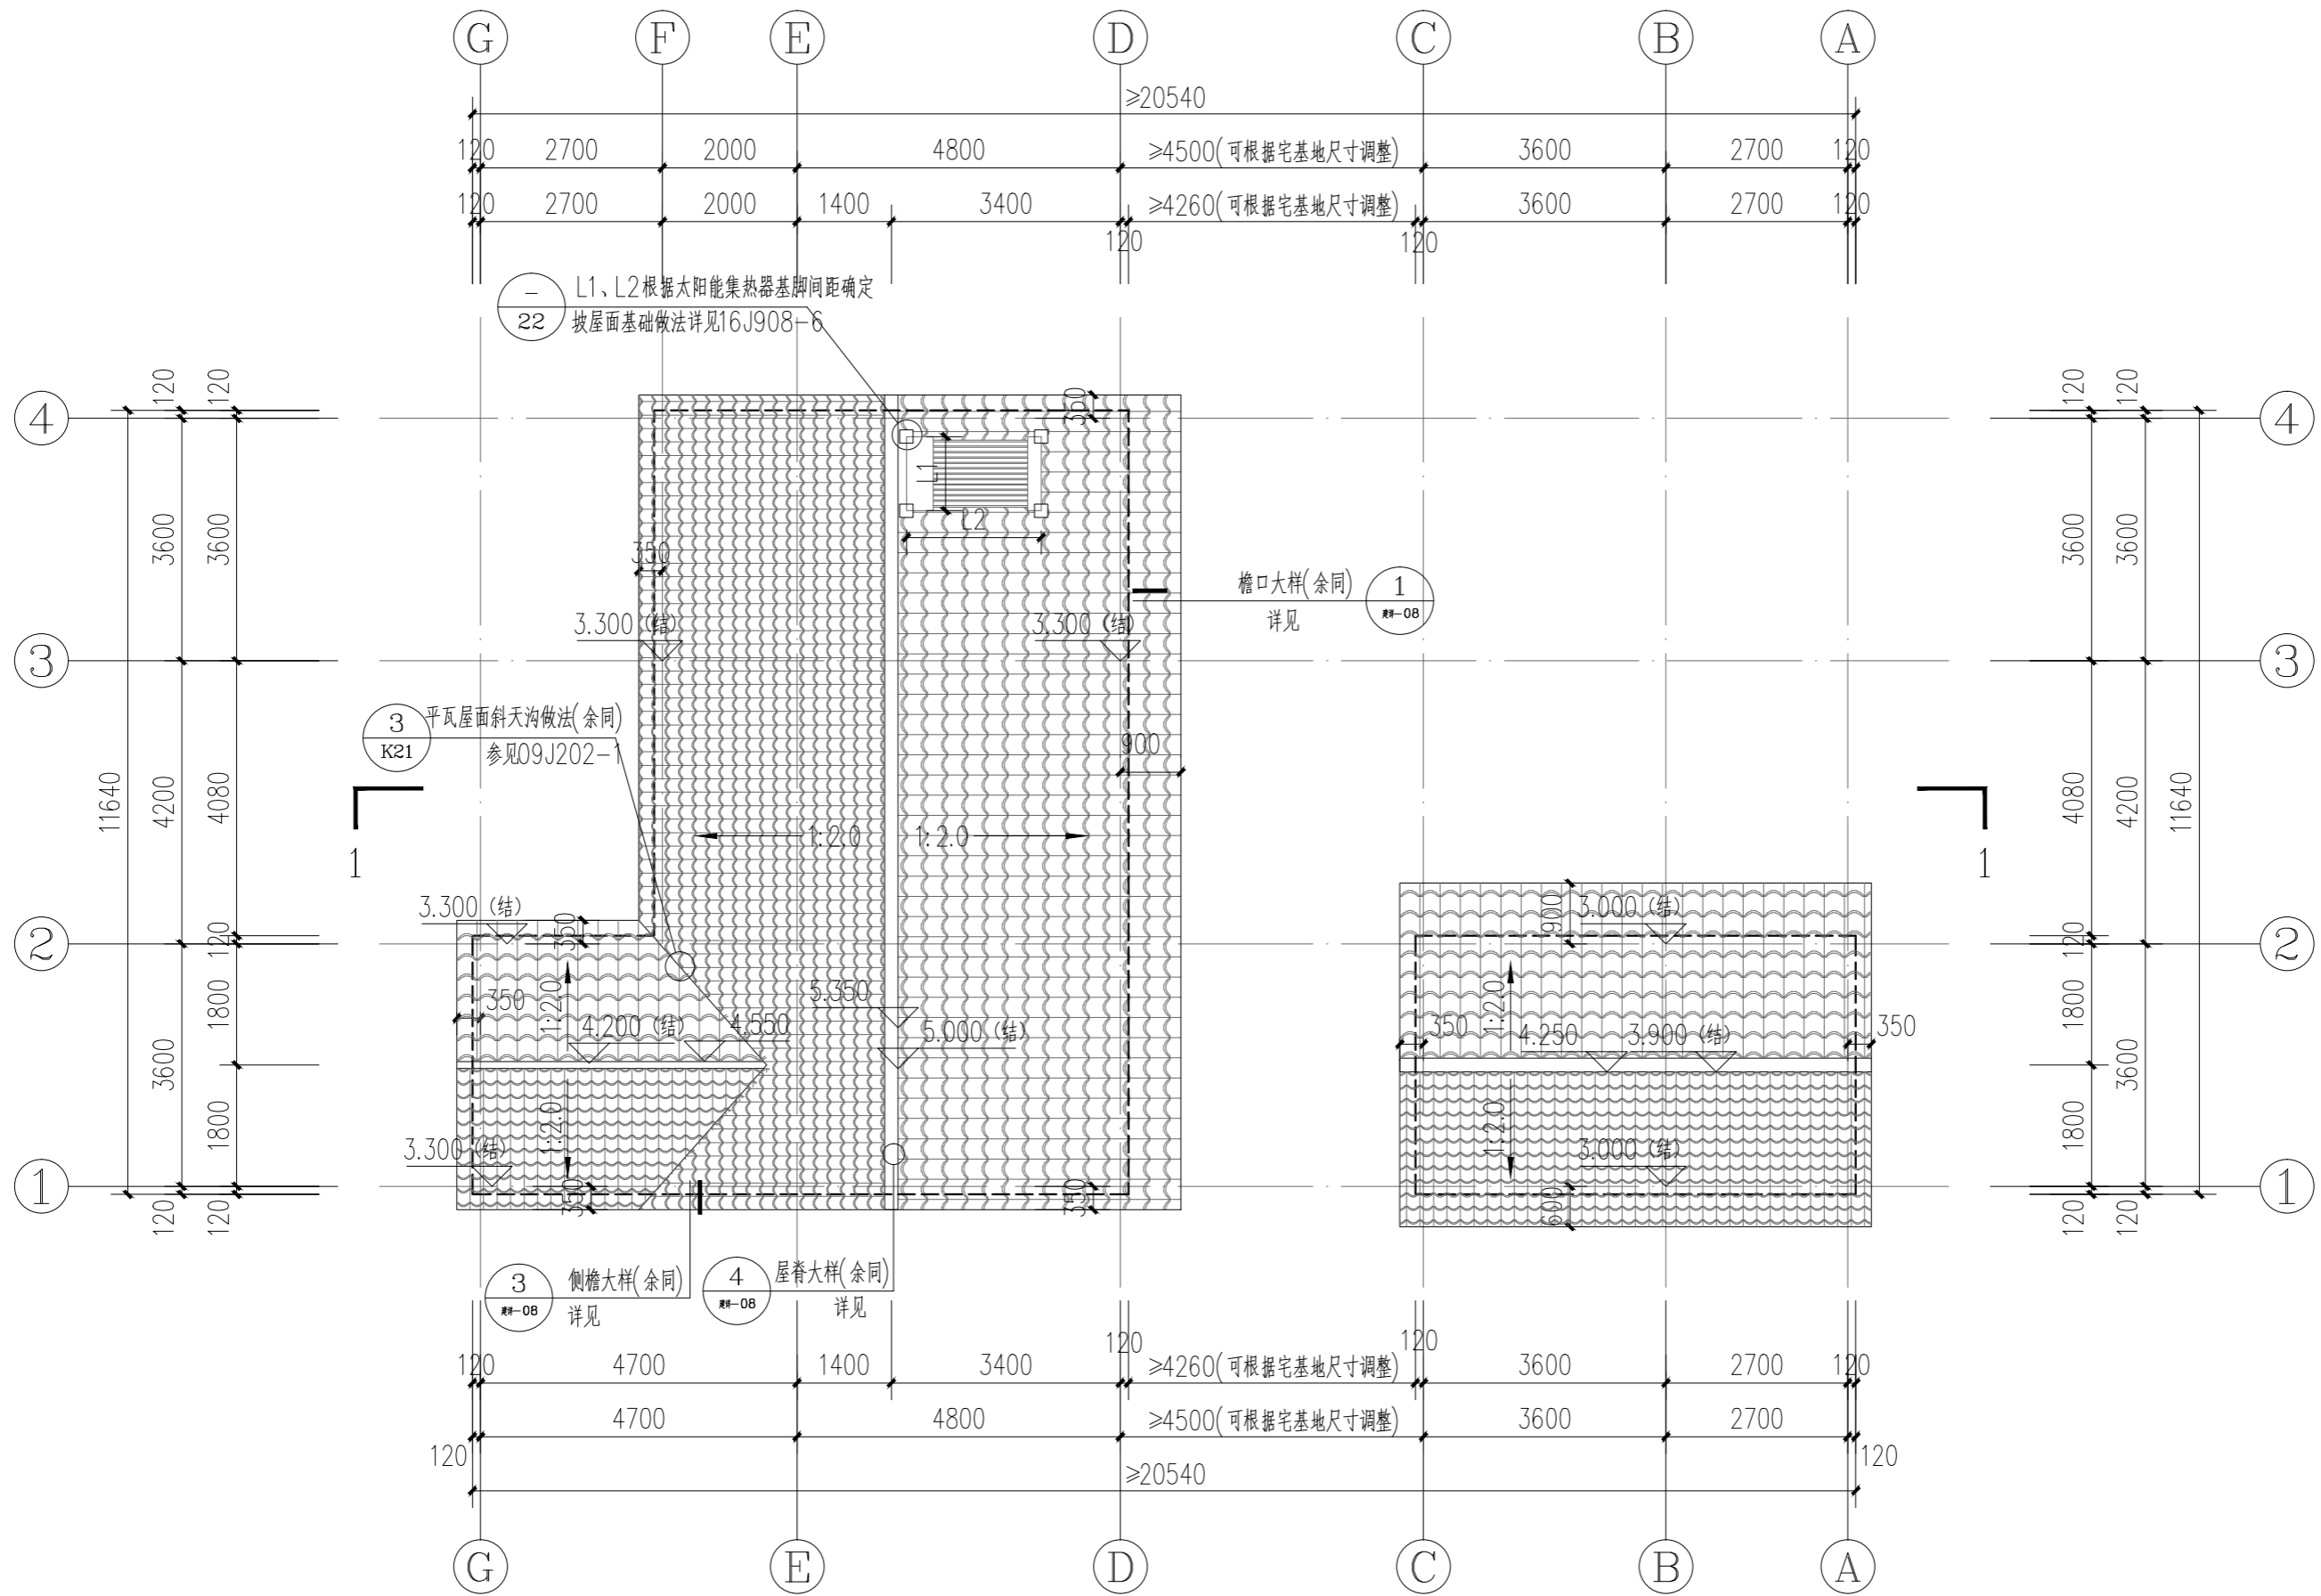 G F E D C B A
≥20540
120 2700 2000 4800 ≥4500(可根据宅基地尺寸调整) 3600 2700 120
120 2700 2000 1400 3400 ≥4260(可根据宅基地尺寸调整) 3600 2700 120
120 120
— L1、L2根据太阳能集热器基脚间距确定
22 坡屋面基础做法详见16J908-6
120 120 350 120 120
4 4
L1
L2
3600 3600 350 3600 3600
檐口大样(余同) 1
详见 建详-08
3.300 (结) 3.300 (结)
3 3
3 平瓦屋面斜天沟做法(余同)
K21 参见09J202-1
900
11640 4200 4080 4080 4200 11640
1:2.0 1:2.0
1 1
3.300 (结) 350 900 3.000 (结)
2 120 120 2
350 1:2.0 5.350 1:2.0
1800 4.200 (结) 4.550 5.000 (结) 350 4.250 3.900 (结) 350 1800
3600 3600
1800 1:2.0 1:2.0 1800
3.300 (结) 3.000 (结)
1 350 350 600 1
120 120 120 120
3 侧檐大样(余同) 4 屋脊大样(余同)
建详-08 详见 建详-08 详见
120 120
120 4700 1400 3400 ≥4260(可根据宅基地尺寸调整) 3600 2700 120
4700 4800 ≥4500(可根据宅基地尺寸调整) 3600 2700
120 120
≥20540
G E D C B A